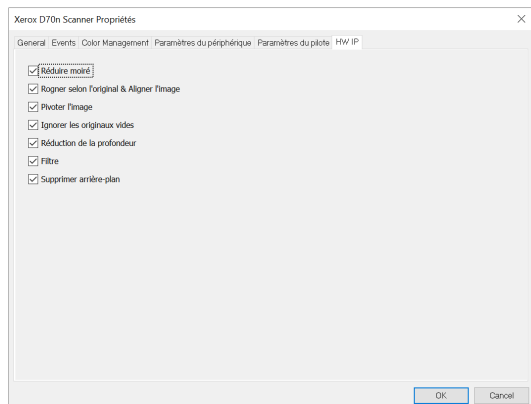 Xerox D70n Scanner Propriétés
General Events Color Management Paramètres du périphérique Paramètres du pilote HW IP
Réduire moiré
Rogner selon l'original & Aligner l'image
Pivoter l'image
Ignorer les originaux vides
Réduction de la profondeur
Filtre
Supprimer arrière-plan
OK Cancel